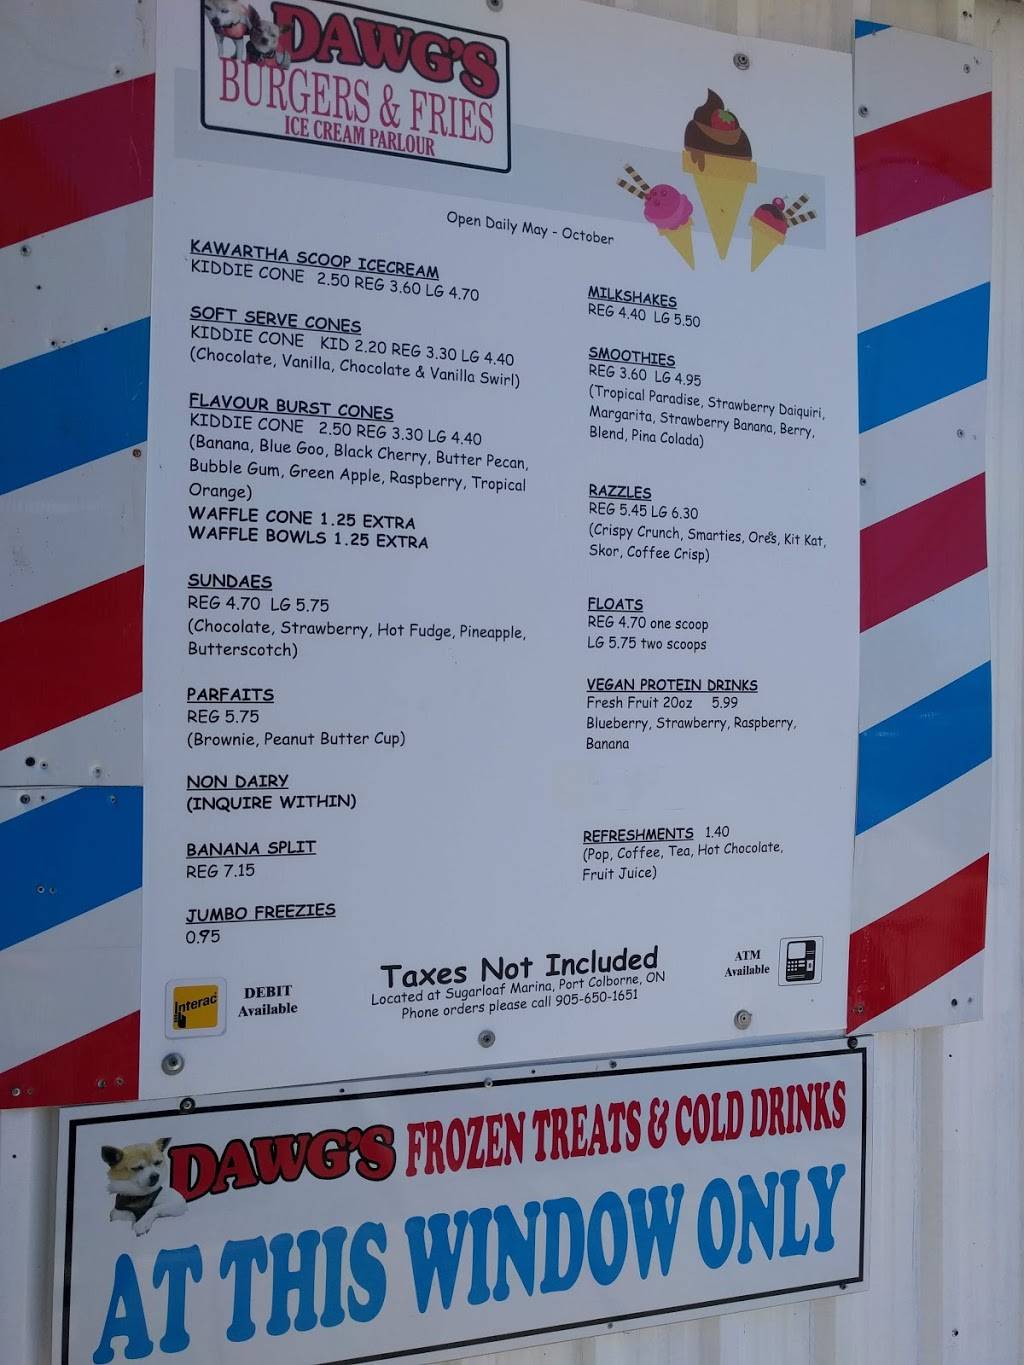 DAWG'S
BURGERS & FRIES
ICE CREAM PARLOUR
Open Daily May - October
KAWARTHA SCOOP ICECREAM
KIDDIE CONE 2.50 REG 3.60 LG 4.70
SOFT SERVE CONES
KIDDIE CONE KID 2.20 REG 3.30 LG 4.40
(Chocolate, Vanilla, Chocolate & Vanilla Swirl)
FLAVOUR BURST CONES
KIDDIE CONE 2.50 REG 3.30 LG 4.40
(Banana, Blue Goo, Black Cherry, Butter Pecan,
Bubble Gum, Green Apple, Raspberry, Tropical
Orange)
WAFFLE CONE 1.25 EXTRA
WAFFLE BOWLS 1.25 EXTRA
SUNDAES
REG 4.70 LG 5.75
(Chocolate, Strawberry, Hot Fudge, Pineapple,
Butterscotch)
PARFAITS
REG 5.75
(Brownie, Peanut Butter Cup)
NON DAIRY
(INQUIRE WITHIN)
BANANA SPLIT
REG 7.15
JUMBO FREEZIES
0.95
MILKSHAKES
REG 4.40 LG 5.50
SMOOTHIES
REG 3.60 LG 4.95
(Tropical Paradise, Strawberry Daiquiri,
Margarita, Strawberry Banana, Berry,
Blend, Pina Colada)
RAZZLES
REG 5.45 LG 6.30
(Crispy Crunch, Smarties, Oreo's, Kit Kat,
Skor, Coffee Crisp)
FLOATS
REG 4.70 one scoop
LG 5.75 two scoops
VEGAN PROTEIN DRINKS
Fresh Fruit 20oz 5.99
Blueberry, Strawberry, Raspberry,
Banana
REFRESHMENTS 1.40
(Pop, Coffee, Tea, Hot Chocolate,
Fruit Juice)
Interac
DEBIT
Available
Taxes Not Included
Located at Sugarloaf Marina, Port Colborne, ON
Phone orders please call 905-650-1651
ATM
Available
DAWG'S FROZEN TREATS & COLD DRINKS
AT THIS WINDOW ONLY